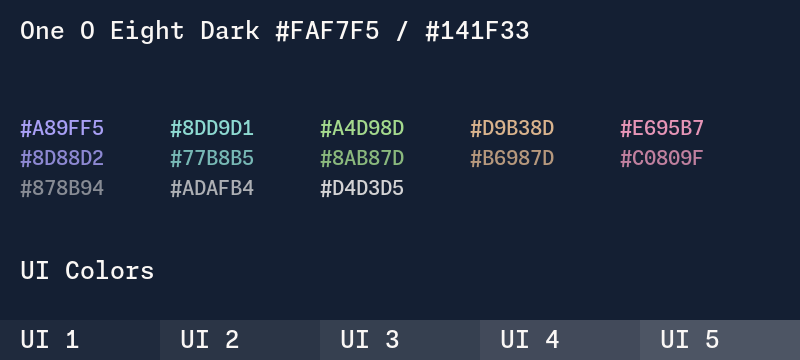 One O Eight Dark #FAF7F5 / #141F33
#A89FF5 #8DD9D1 #A4D98D #D9B38D #E695B7
#8D88D2 #77B8B5 #8AB87D #B6987D #C0809F
#878B94 #ADAFB4 #D4D3D5
UI Colors
UI 1 UI 2 UI 3 UI 4 UI 5